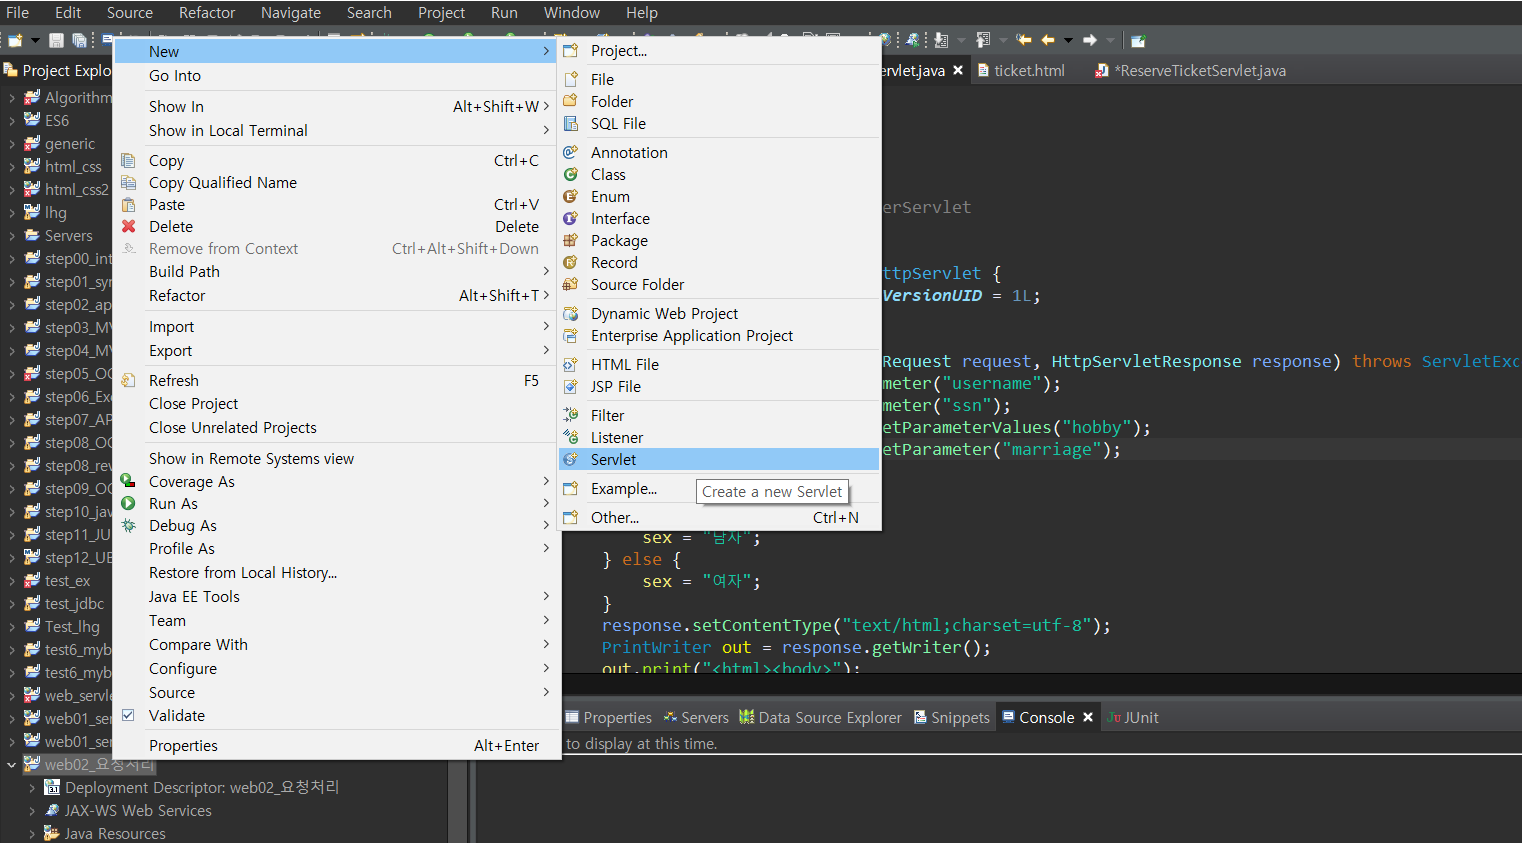 File Edit Source Refactor Navigate Search Project Run Window Help
Project Explo
Algorithm
ES6
generic
html_css
html_css2
lhg
Servers
step00_int
step01_syn
step02_ap
step03_MV
step04_MV
step05_OO
step06_Exc
step07_AP
step08_OO
step08_rev
step09_OO
step10_jav
step11_JU
step12_UE
test_ex
test_jdbc
Test_lhg
test6_myb
test6_myb
web_servle
web01_ser
web01_ser
web02_요청처리
Deployment Descriptor: web02_요청처리
JAX-WS Web Services
Java Resources
New
Go Into
Show In Alt+Shift+W
Show in Local Terminal
Copy Ctrl+C
Copy Qualified Name
Paste Ctrl+V
Delete Delete
Remove from Context Ctrl+Alt+Shift+Down
Build Path
Refactor Alt+Shift+T
Import
Export
Refresh F5
Close Project
Close Unrelated Projects
Show in Remote Systems view
Coverage As
Run As
Debug As
Profile As
Restore from Local History...
Java EE Tools
Team
Compare With
Configure
Source
Validate
Properties Alt+Enter
Project...
File
Folder
SQL File
Annotation
Class
Enum
Interface
Package
Record
Source Folder
Dynamic Web Project
Enterprise Application Project
HTML File
JSP File
Filter
Listener
Servlet
Example...
Create a new Servlet
Other... Ctrl+N
ervlet.java ticket.html *ReserveTicketServlet.java
erServlet
ttpServlet {
VersionUID = 1L;
Request request, HttpServletResponse response) throws ServletExc
meter("username");
meter("ssn");
etParameterValues("hobby");
etParameter("marriage");
sex = "남자";
} else {
sex = "여자";
}
response.setContentType("text/html;charset=utf-8");
PrintWriter out = response.getWriter();
out.print("<html><body>");
Properties Servers Data Source Explorer Snippets Console JUnit
to display at this time.